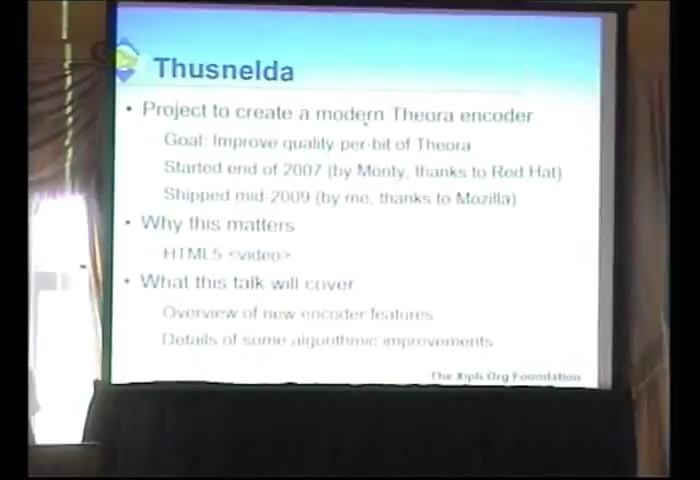 Thusnelda
• Project to create a modern Theora encoder
Goal: Improve quality-per-bit of Theora
Started end of 2007 (by Monty, thanks to Red Hat)
Shipped mid-2009 (by me, thanks to Mozilla)
• Why this matters
HTML5 <video>
• What this talk will cover
Overview of new encoder features
Details of some algorithmic improvements
The Xiph.Org Foundation